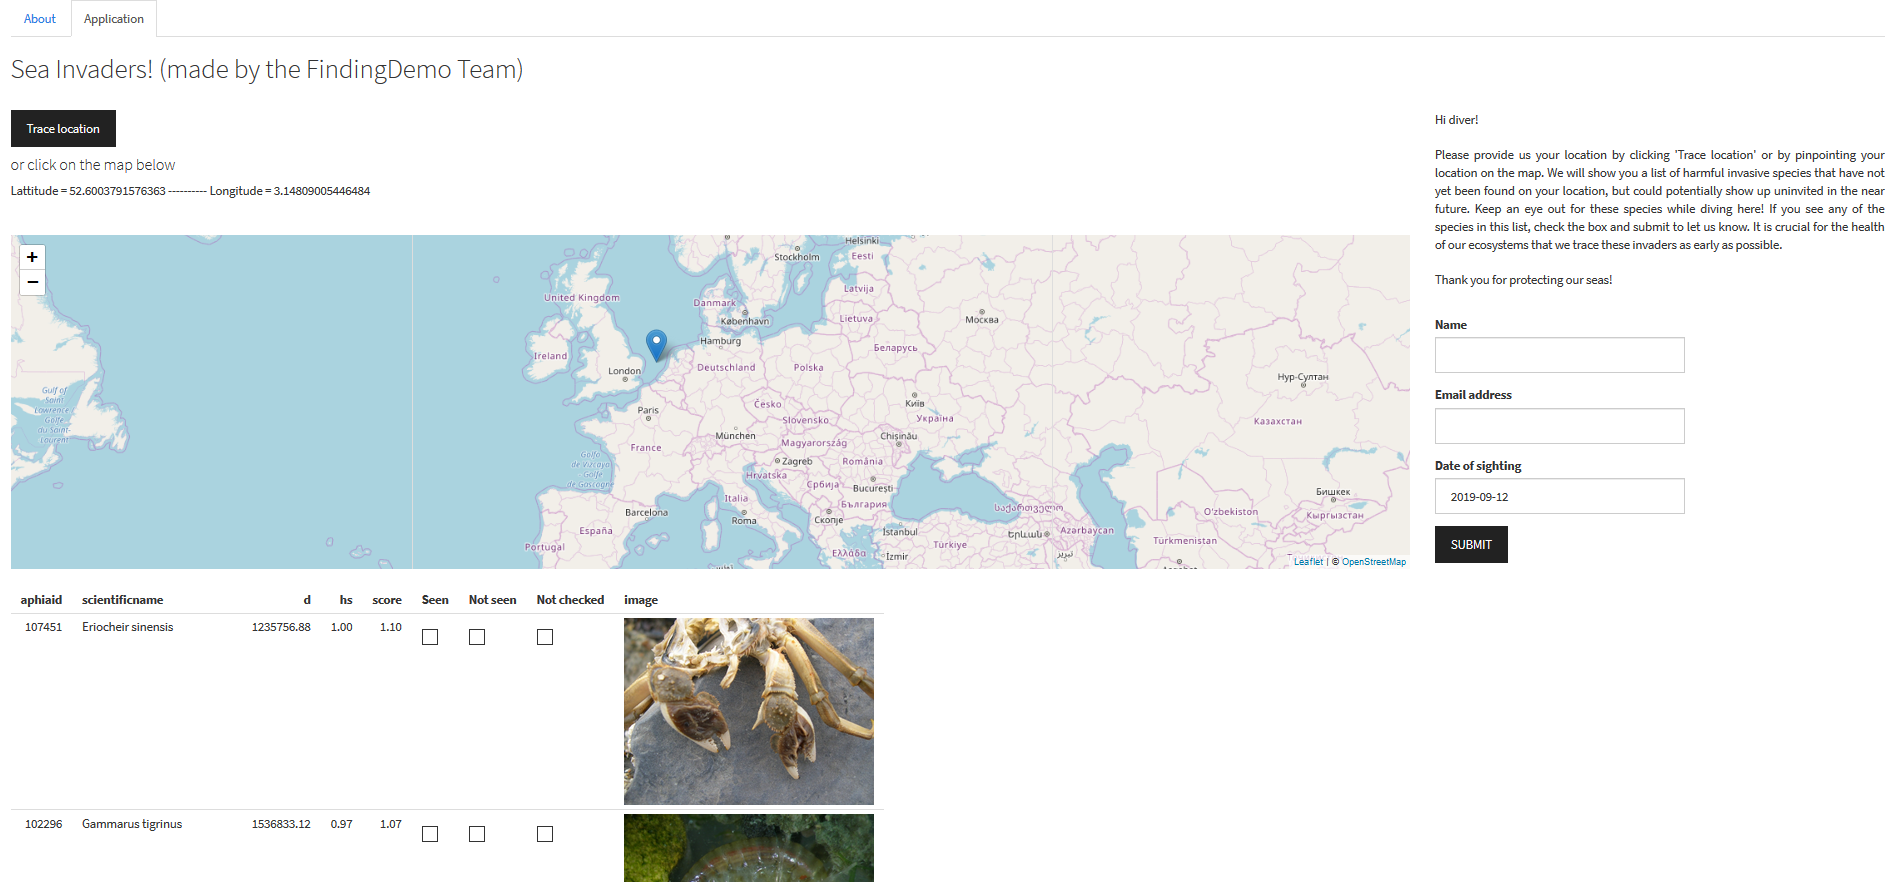 About
Application
Sea Invaders! (made by the FindingDemo Team)
Trace location
or click on the map below
Lattitude = 52.6003791576363 ---------- Longitude = 3.14809005446484
Hi diver!
Please provide us your location by clicking 'Trace location' or by pinpointing your
location on the map. We will show you a list of harmful invasive species that have not
yet been found on your location, but could potentially show up uninvited in the near
future. Keep an eye out for these species while diving here! If you see any of the
species in this list, check the box and submit to let us know. It is crucial for the health
of our ecosystems that we trace these invaders as early as possible.
Thank you for protecting our seas!
Name
Email address
Date of sighting
2019-09-12
SUBMIT
+
−
Helsinki
Stockholm
Eesti
Latvija
United Kingdom
Danmark
København
Lietuva
Москва
Hamburg
Беларусь
Ireland
London
Deutschland
Polska
Нур-Султан
Gulf of
Saint
Lawrence
Golfe
du Saint-
Laurent
Paris
Česko
Київ
Україна
Slovensko
Казахстан
München
Chișinău
Magyarország
France
Golfo
de Vizcaya
Golfe
de Gascogne
Zagreb
România
Hrvatska
Србија
București
Бишкек
Italia
България
საქართველო
Oʻzbekiston
Кыргызстан
Barcelona
Roma
Скопје
España
İstanbul
Երևան
Azərbaycan
Portugal
Ελλάδα
İzmir
Türkiye
تبریز
Türkmenistan
Leaflet | © OpenStreetMap
aphiaid scientificname d hs score Seen Not seen Not checked image
107451 Eriocheir sinensis 1235756.88 1.00 1.10
102296 Gammarus tigrinus 1536833.12 0.97 1.07